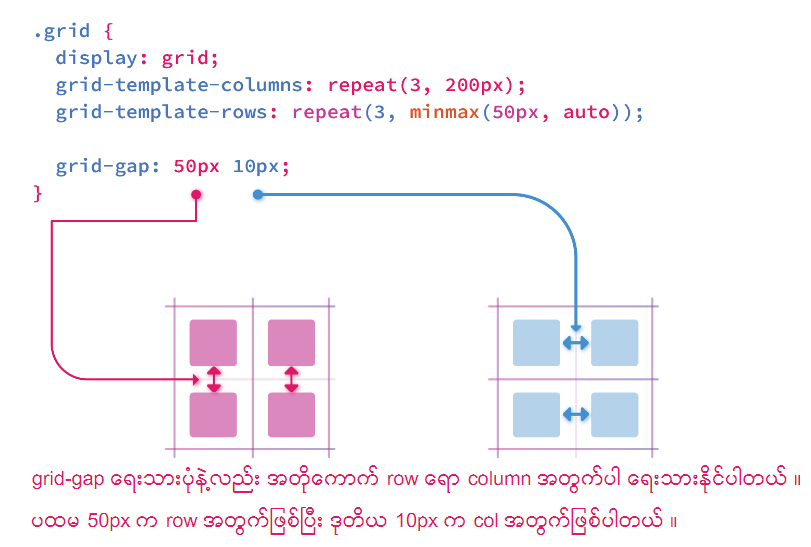 .grid {
display: grid;
grid-template-columns: repeat(3, 200px);
grid-template-rows: repeat(3, minmax(50px, auto));
grid-gap: 50px 10px;
}
grid-gap ရေးသားပုံနဲ့လည်း အတိုကောက် row ရော column အတွက်ပါ ရေးသားနိုင်ပါတယ် ။
ပထမ 50px က row အတွက်ဖြစ်ပြီး ဒုတိယ 10px က col အတွက်ဖြစ်ပါတယ် ။